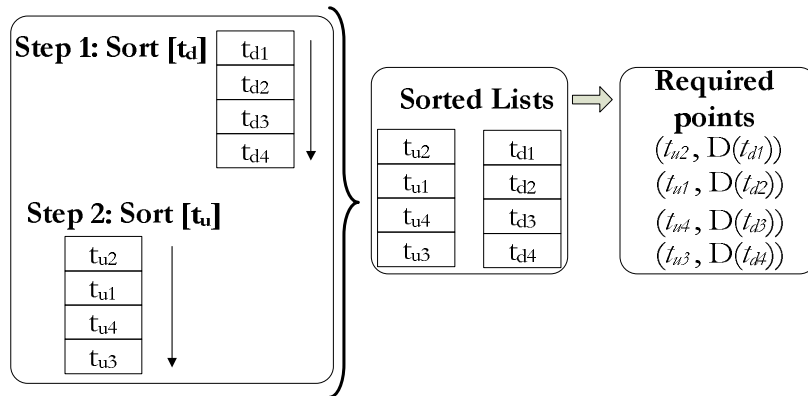 Step 1: Sort [td]
td1
td2
td3
td4
Step 2: Sort [tu]
tu2
tu1
tu4
tu3
Sorted Lists
tu2 td1
tu1 td2
tu4 td3
tu3 td4
Required
points
(tu2 , D(td1))
(tu1 , D(td2))
(tu4 , D(td3))
(tu3 , D(td4))